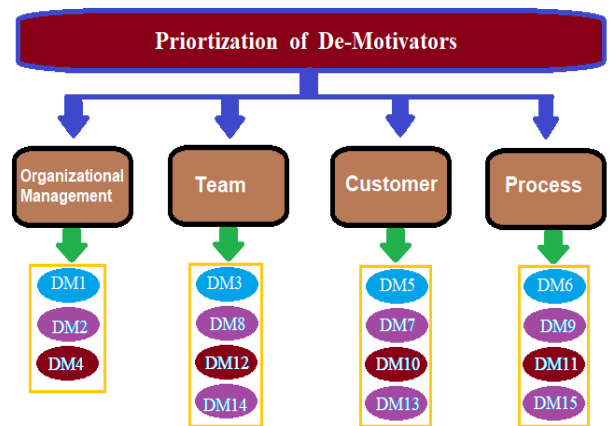 Priortization of De-Motivators
Organizational
Management
Team
Customer
Process
DM1
DM2
DM4
DM3
DM8
DM12
DM14
DM5
DM7
DM10
DM13
DM6
DM9
DM11
DM15